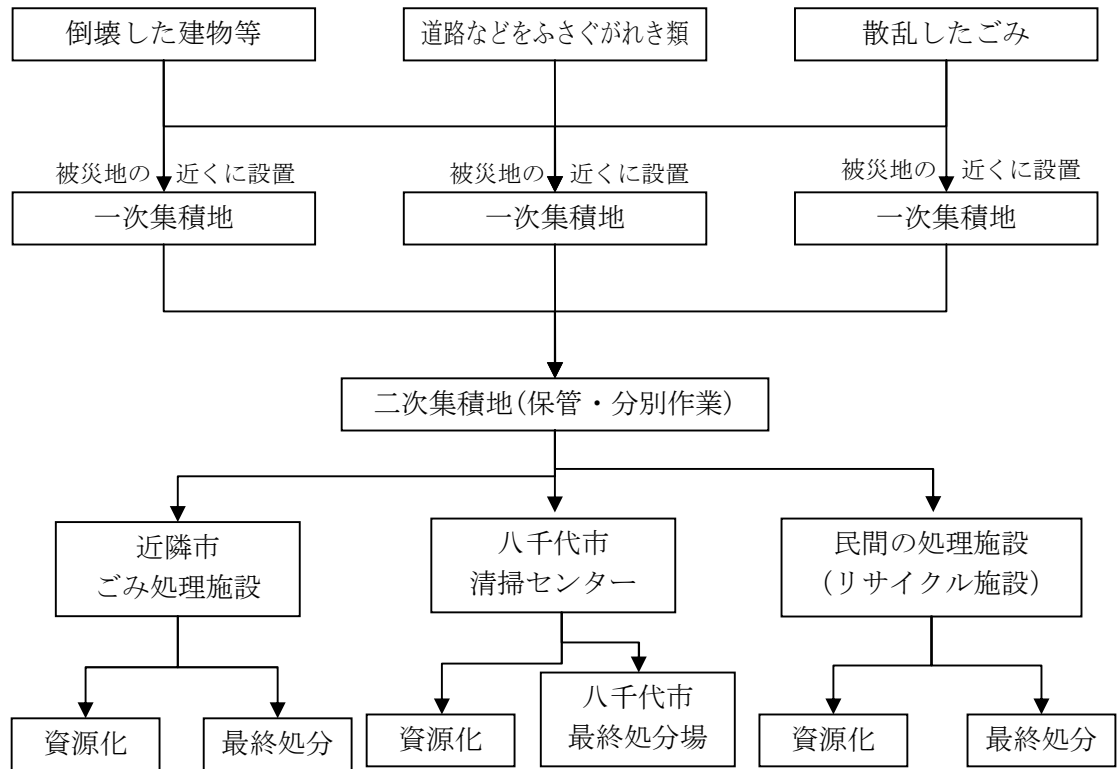 倒壊した建物等
道路などをふさぐがれき類
散乱したごみ
被災地の 近くに設置
被災地の 近くに設置
被災地の 近くに設置
一次集積地
一次集積地
一次集積地
二次集積地(保管・分別作業)
近隣市
ごみ処理施設
八千代市
清掃センター
民間の処理施設
(リサイクル施設)
資源化
最終処分
資源化
八千代市
最終処分場
資源化
最終処分